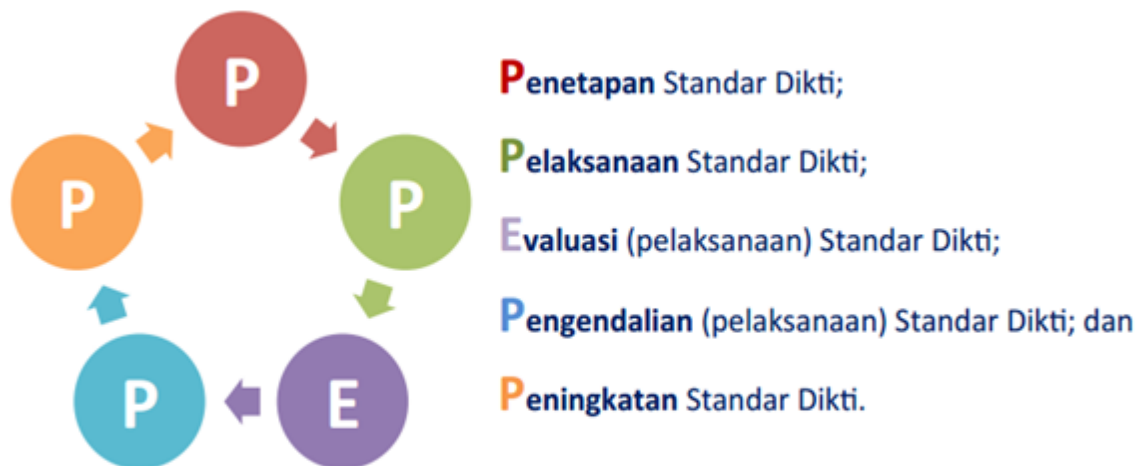 P
P
P
P
E
Penetapan Standar Dikti;
Pelaksanaan Standar Dikti;
Evaluasi (pelaksanaan) Standar Dikti;
Pengendalian (pelaksanaan) Standar Dikti; dan
Peningkatan Standar Dikti.